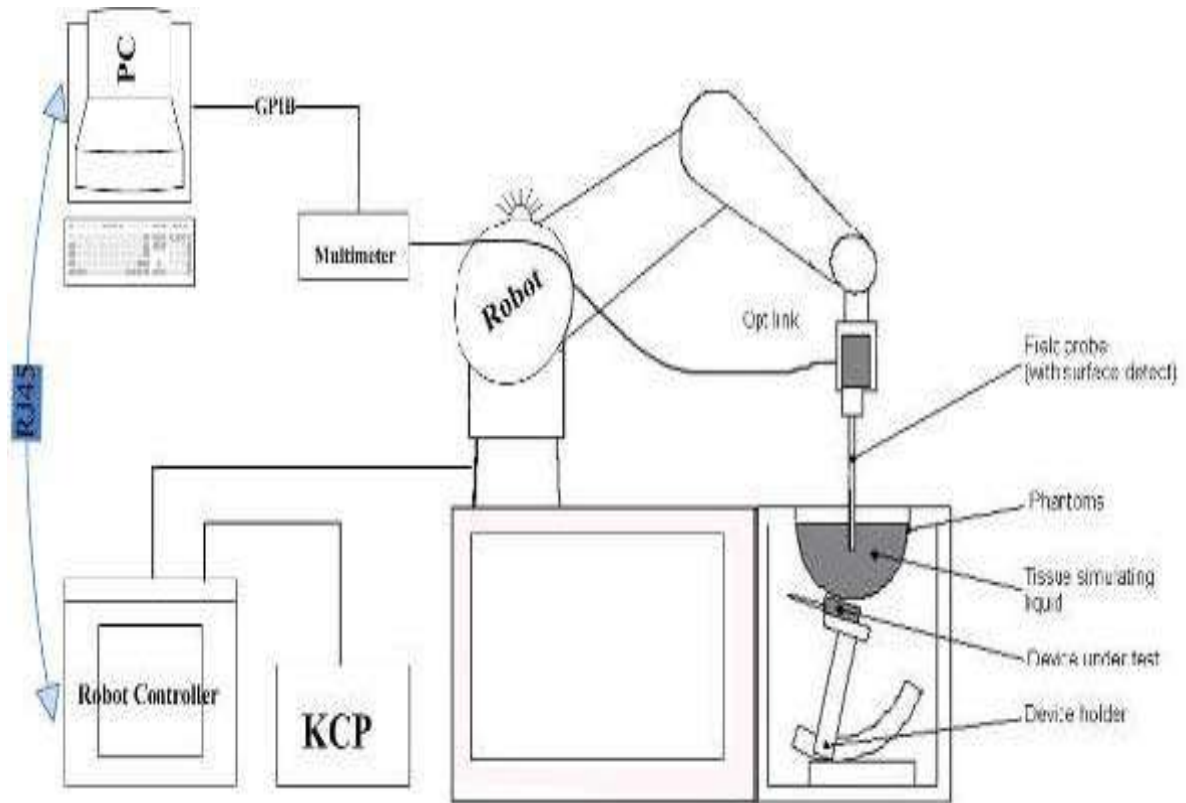 PC
GPIB
Multimeter
Robot
Opt link
Field probe
(with surface detect)
RJ45
Phantoms
Tissue simulating
liquid
Device under test
Robot Controller
KCP
Device holder